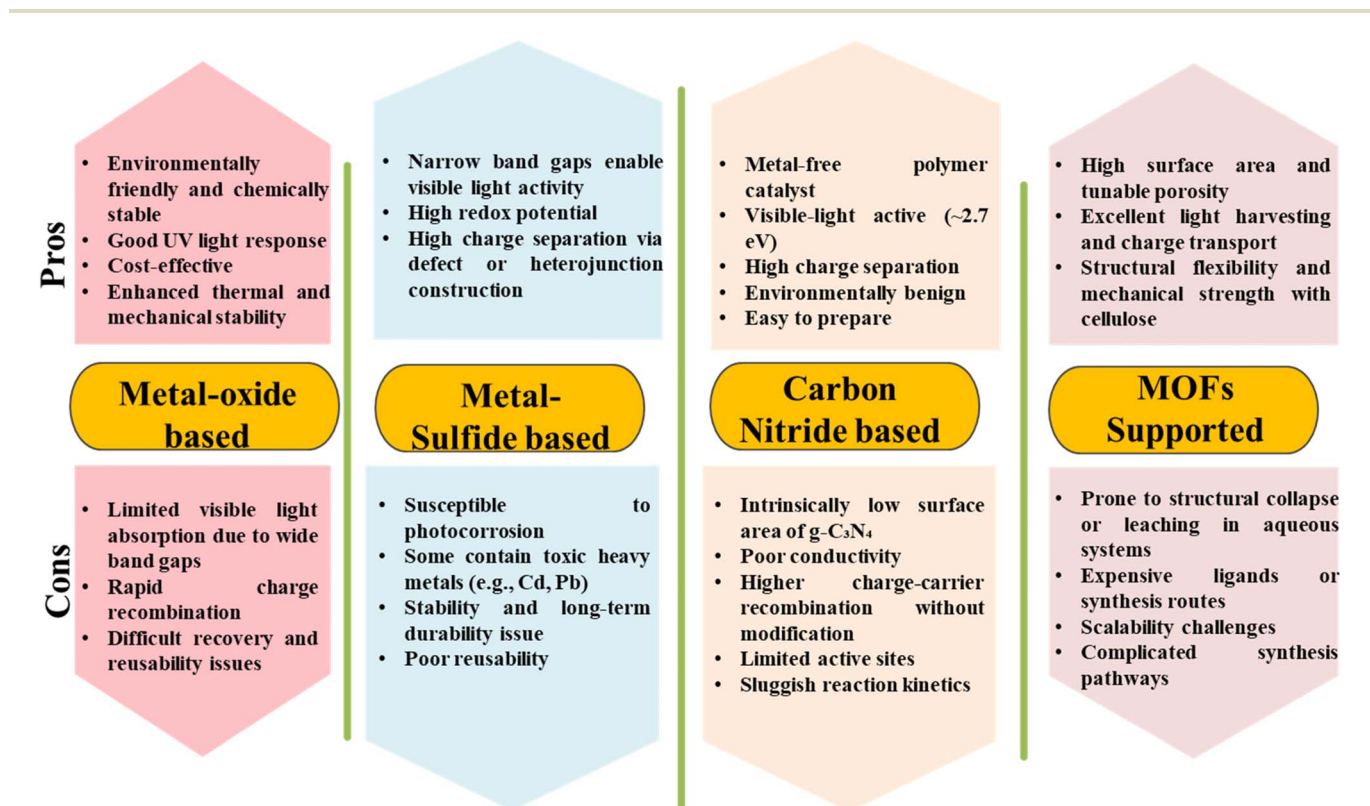 Pros
• Environmentally
friendly and chemically
stable
• Good UV light response
• Cost-effective
• Enhanced thermal and
mechanical stability
• Narrow band gaps enable
visible light activity
• High redox potential
• High charge separation via
defect or heterojunction
construction
• Metal-free polymer
catalyst
• Visible-light active (~2.7
eV)
• High charge separation
• Environmentally benign
• Easy to prepare
• High surface area and
tunable porosity
• Excellent light harvesting
and charge transport
• Structural flexibility and
mechanical strength with
cellulose
Metal-oxide
based
Metal-
Sulfide based
Carbon
Nitride based
MOFs
Supported
Cons
• Limited visible light
absorption due to wide
band gaps
• Rapid charge
recombination
• Difficult recovery and
reusability issues
• Susceptible to
photocorrosion
• Some contain toxic heavy
metals (e.g., Cd, Pb)
• Stability and long-term
durability issue
• Poor reusability
• Intrinsically low surface
area of g-C₃N₄
• Poor conductivity
• Higher charge-carrier
recombination without
modification
• Limited active sites
• Sluggish reaction kinetics
• Prone to structural collapse
or leaching in aqueous
systems
• Expensive ligands or
synthesis routes
• Scalability challenges
• Complicated synthesis
pathways